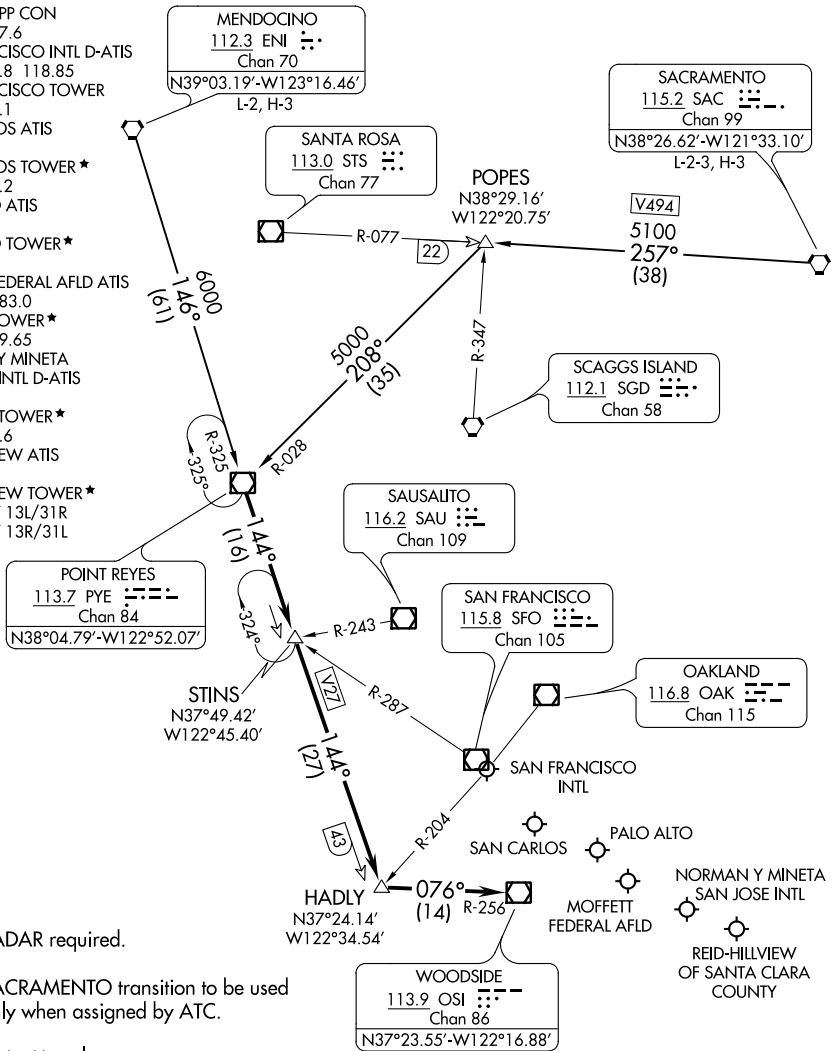 PP CON
7.6
CISCO INTL D-ATIS
.8 118.85
CISCO TOWER
.1
OS ATIS
OS TOWER★
.2
O ATIS
O TOWER★
EDERAL AFLD ATIS
83.0
OWER★
9.65
Y MINETA
INTL D-ATIS
TOWER★
.6
EW ATIS
EW TOWER★
13L/31R
13R/31L
MENDOCINO
112.3 ENI
Chan 70
N39°03.19'-W123°16.46'
L-2, H-3
SACRAMENTO
115.2 SAC
Chan 99
N38°26.62'-W121°33.10'
L-2-3, H-3
SANTA ROSA
113.0 STS
Chan 77
POPES
N38°29.16'
W122°20.75'
R-077
22
V494
5100
257°
(38)
6000
146°
(61)
5000
208°
(35)
R-347
SCAGGS ISLAND
112.1 SGD
Chan 58
R-028
R-325
325°
SAUSALITO
116.2 SAU
Chan 109
144°
(16)
POINT REYES
113.7 PYE
Chan 84
N38°04.79'-W122°52.07'
SAN FRANCISCO
115.8 SFO
Chan 105
R-243
324°
OAKLAND
116.8 OAK
Chan 115
STINS
N37°49.42'
W122°45.40'
V27
R-287
144°
(27)
SAN FRANCISCO
INTL
R-204
SAN CARLOS
PALO ALTO
43
HADLY
N37°24.14'
W122°34.54'
076°
(14)
R-256
MOFFETT
FEDERAL AFLD
NORMAN Y MINETA
SAN JOSE INTL
REID-HILLVIEW
OF SANTA CLARA
COUNTY
ADAR required.
ACRAMENTO transition to be used
ly when assigned by ATC.
WOODSIDE
113.9 OSI
Chan 86
N37°23.55'-W122°16.88'